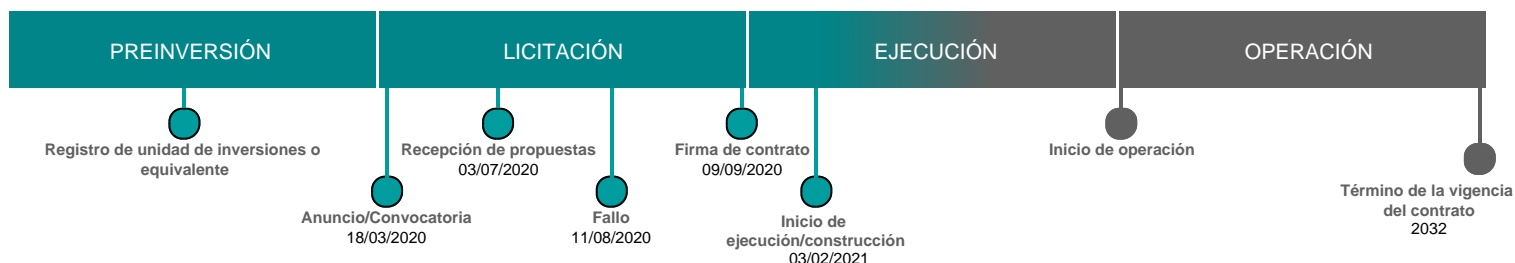 PREINVERSIÓN
LICITACIÓN
EJECUCIÓN
OPERACIÓN
Registro de unidad de inversiones o
equivalente
Anuncio/Convocatoria
18/03/2020
Recepción de propuestas
03/07/2020
Fallo
11/08/2020
Firma de contrato
09/09/2020
Inicio de
ejecución/construcción
03/02/2021
Inicio de operación
Término de la vigencia
del contrato
2032